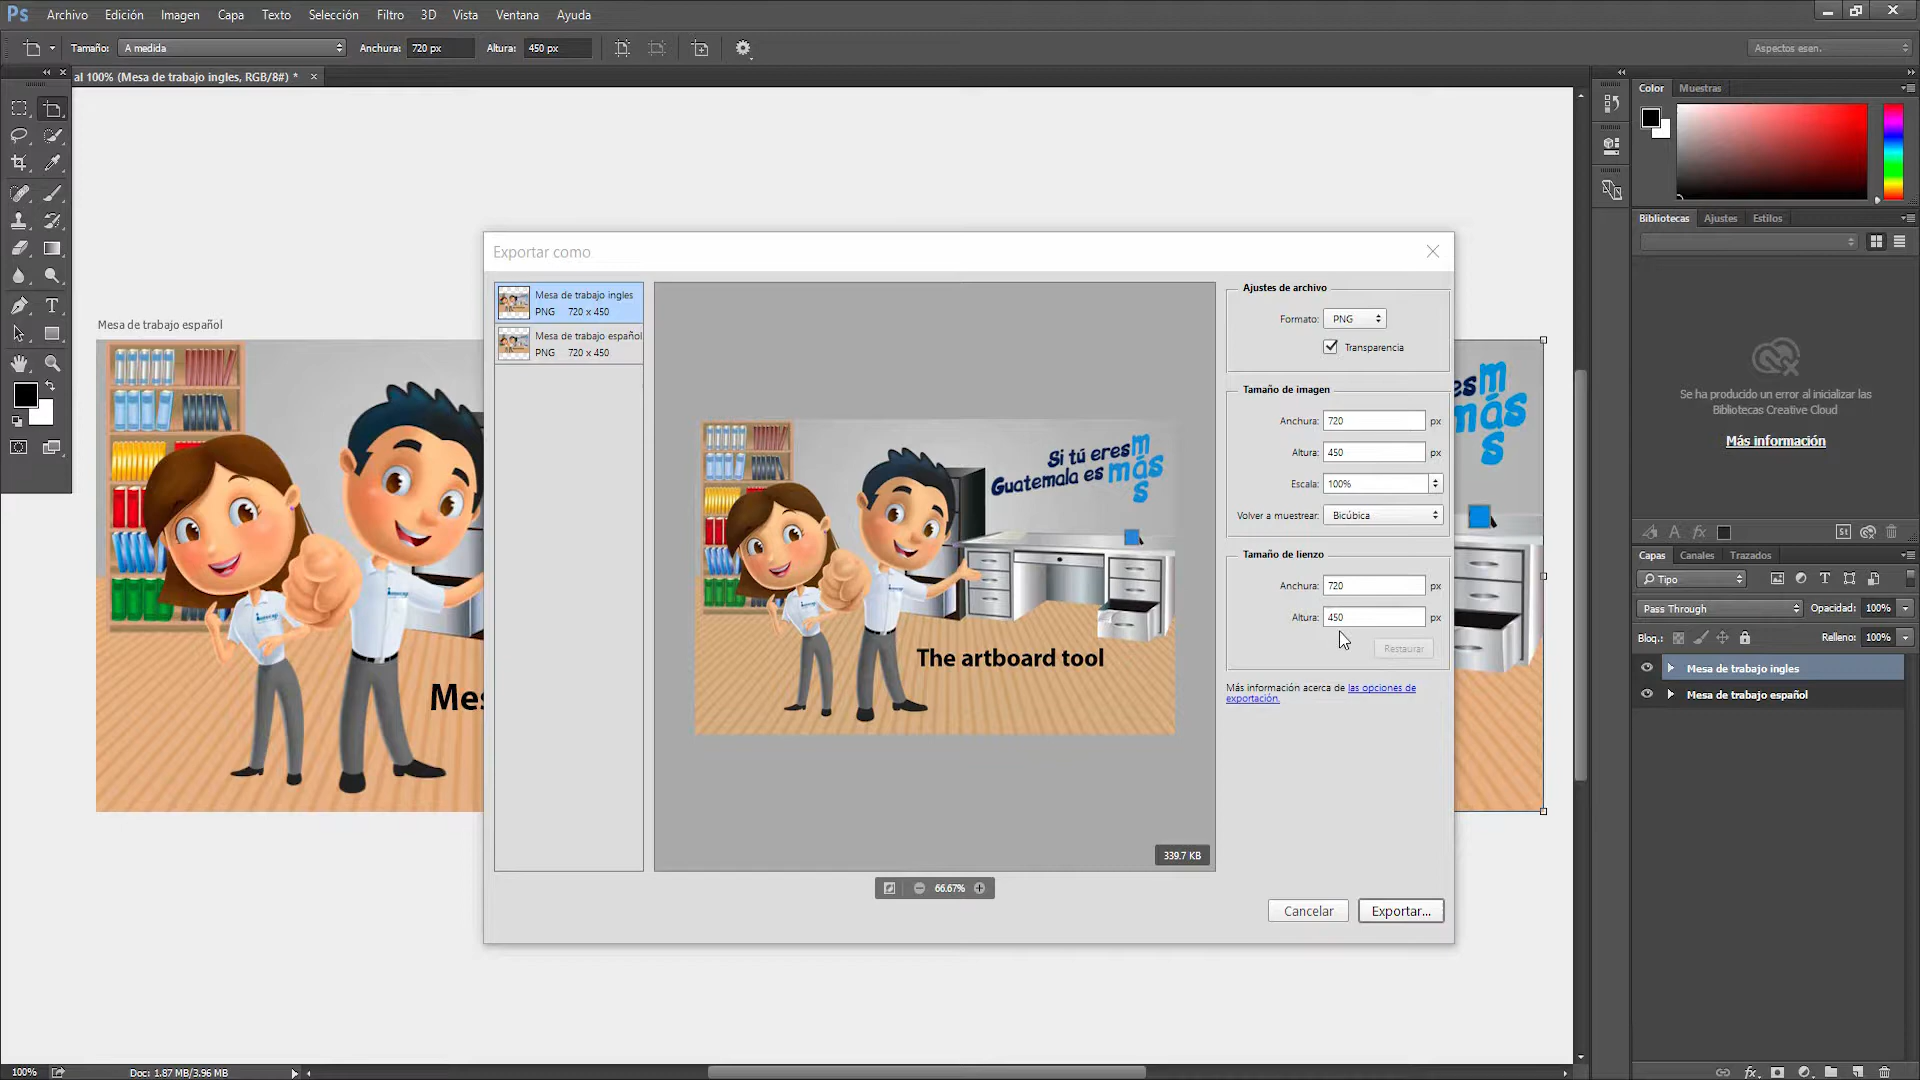 Ps Archivo Edición Imagen Capa Texto Selección Filtro 3D Vista Ventana Ayuda
Tamaño: A medida Anchura: 720 px Altura: 450 px Aspectos esen.
al 100% (Mesa de trabajo ingles, RGB/8#) * ×
Color Muestras
Bibliotecas Ajustes Estilos
Se ha producido un error al inicializar las
Bibliotecas Creative Cloud
Más información
Mesa de trabajo español
Mes
es más
más
Exportar como
Mesa de trabajo ingles
PNG 720 x 450
Mesa de trabajo español
PNG 720 x 450
Si tú eres más
Guatemala es más
The artboard tool
339.7 KB
66.67%
Ajustes de archivo
Formato: PNG
Transparencia
Tamaño de imagen
Anchura: 720 px
Altura: 450 px
Escala: 100%
Volver a muestrear: Bicúbica
Tamaño de lienzo
Anchura: 720 px
Altura: 450 px
Restaurar
Más información acerca de las opciones de
exportación.
Cancelar Exportar...
Capas Canales Trazados
Tipo
Pass Through Opacidad: 100%
Bloq.: Relleno: 100%
Mesa de trabajo ingles
Mesa de trabajo español
100% Doc: 1.87 MB/3.96 MB